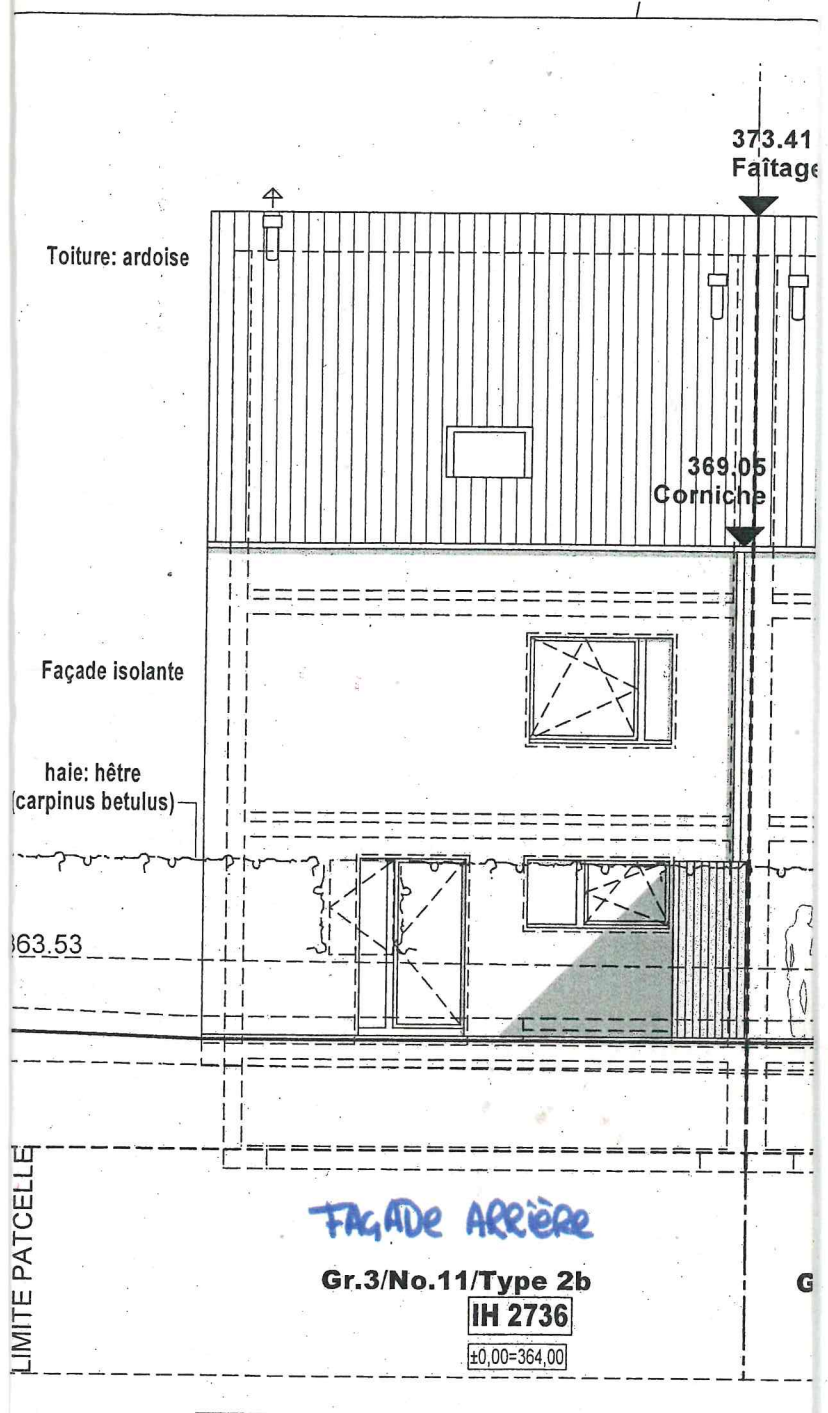 373.41
Faîtage
Toiture: ardoise
369.05
Corniche
Façade isolante
haie: hêtre
(carpinus betulus)
363.53
LIMITE PATCELLE
FAÇADE ARRIÈRE
Gr.3/No.11/Type 2b
G
IH 2736
±0,00=364,00